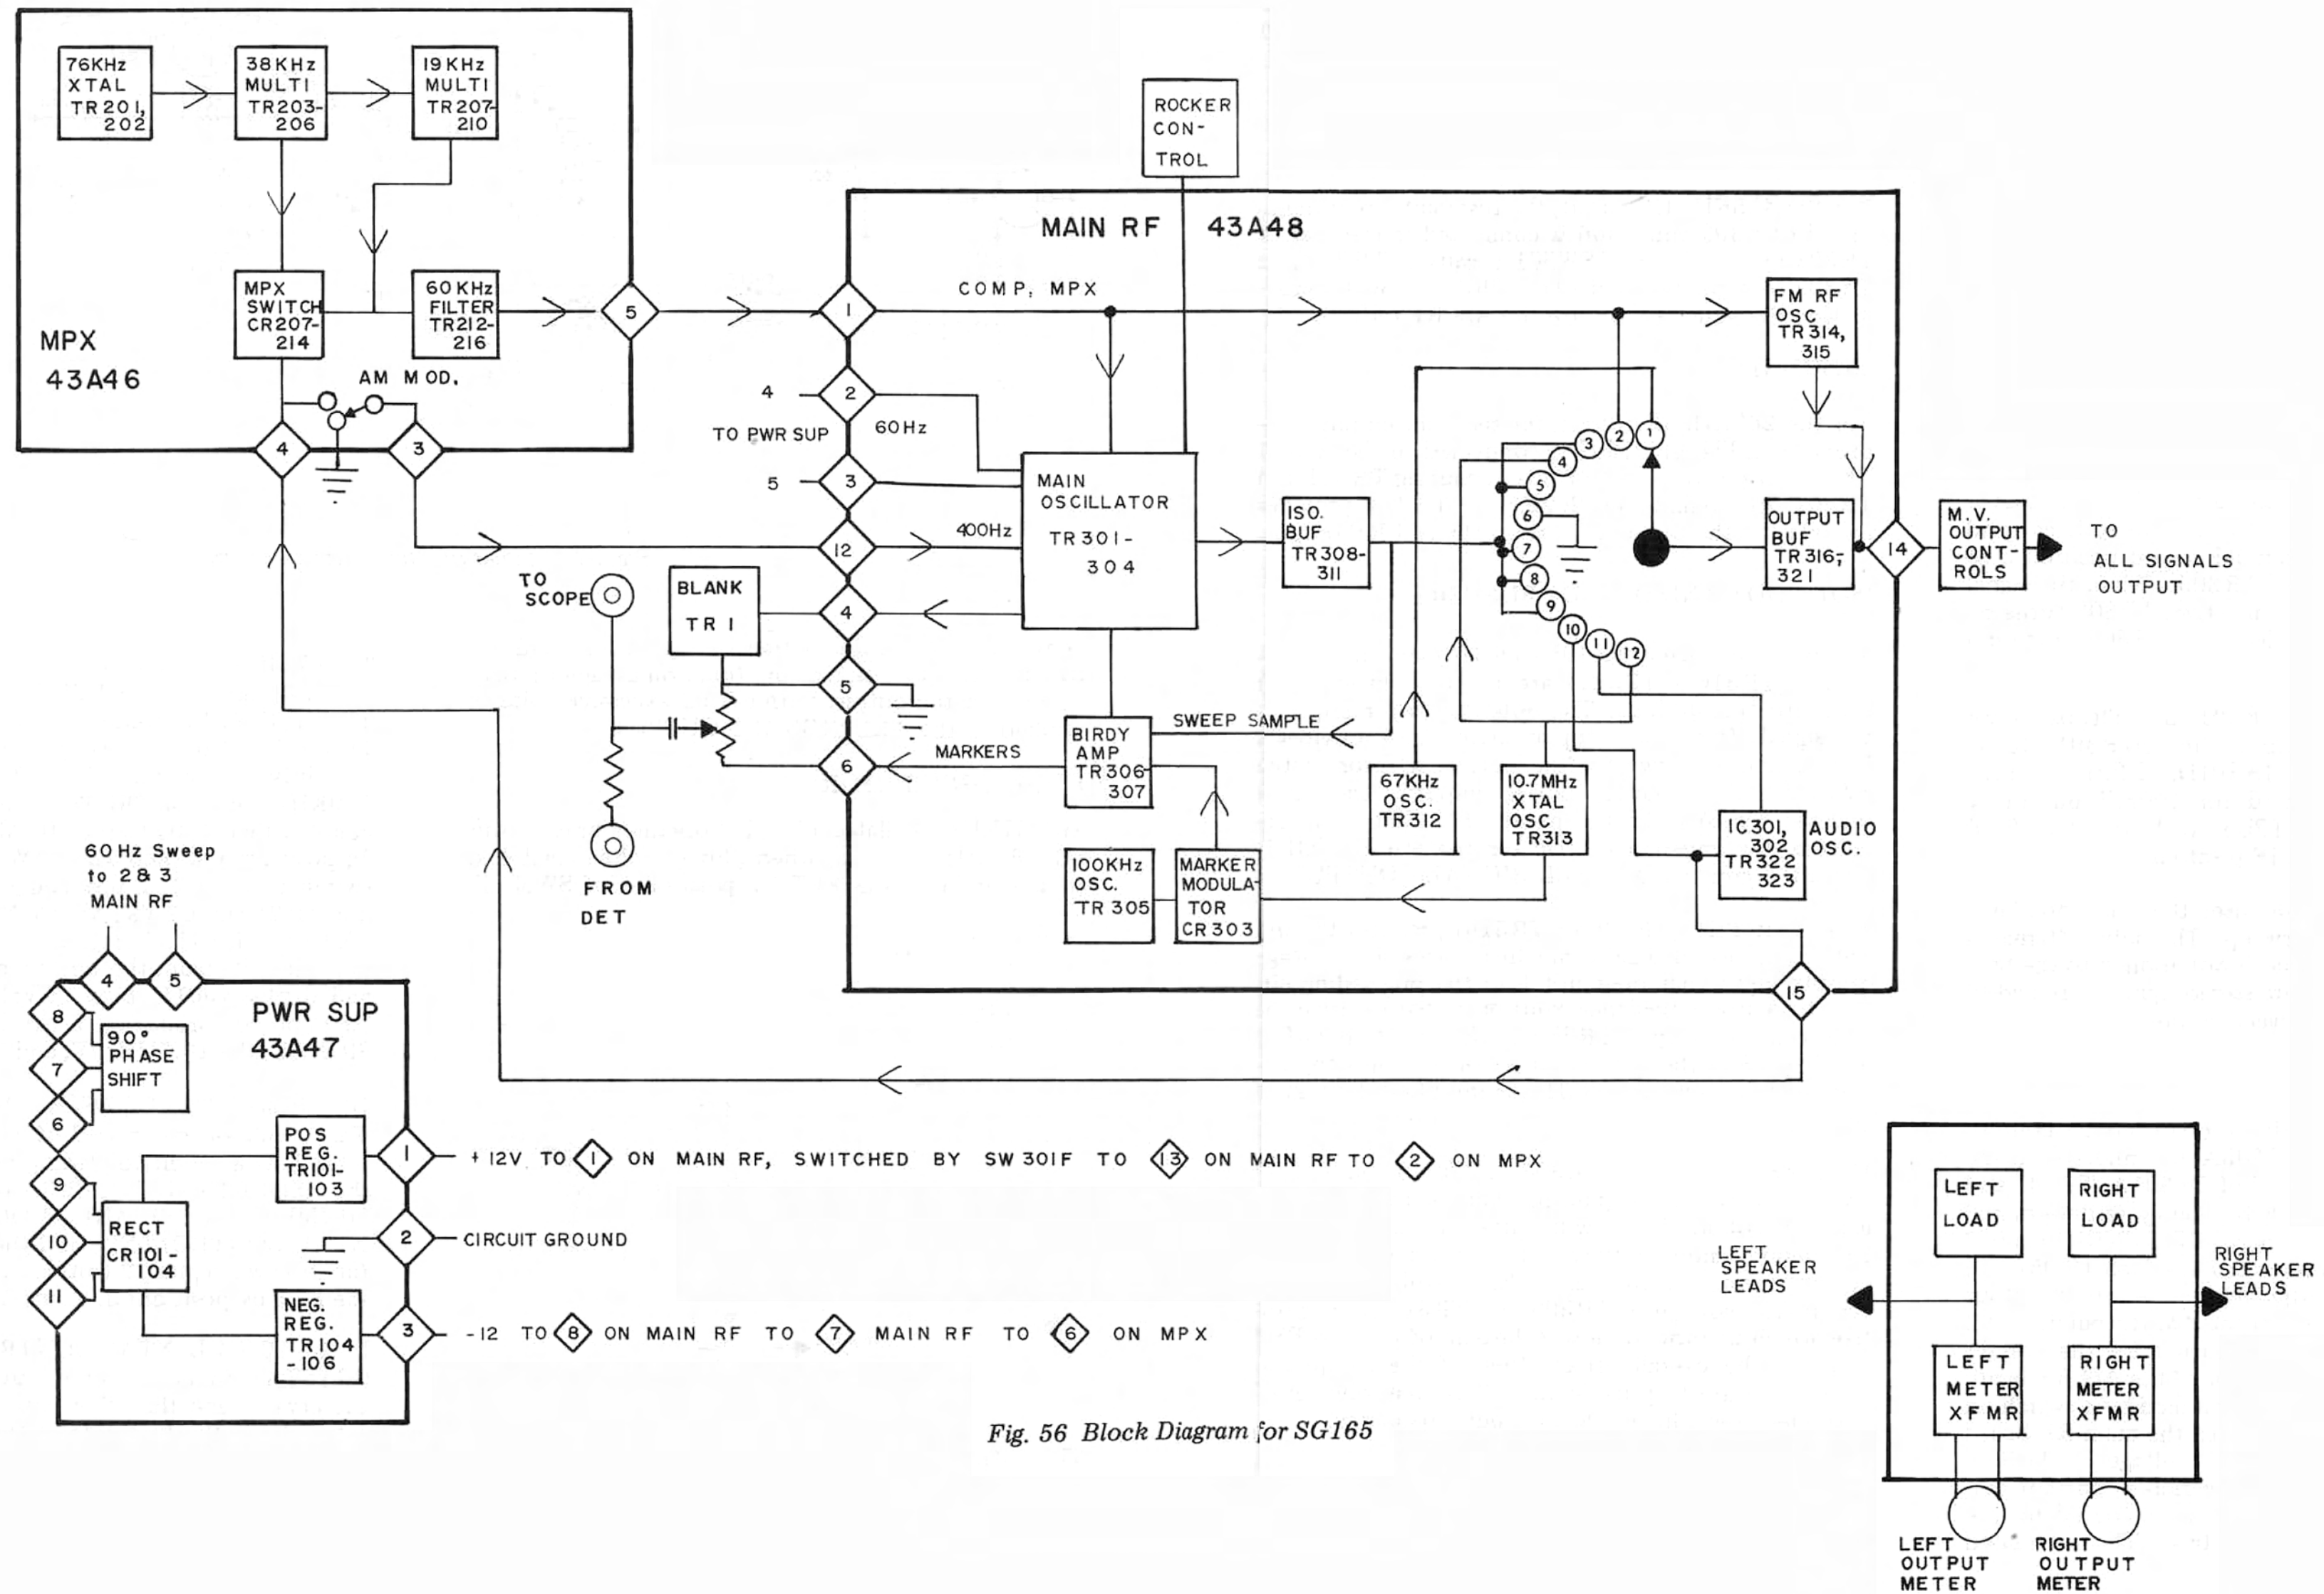 76KHz
XTAL
TR201,
202
38KHz
MULTI
TR203-
206
19KHz
MULTI
TR207-
210
MPX
SWITCH
CR207-
214
60KHz
FILTER
TR212-
216
5
MPX
43A46
AM MOD.
4
3
ROCKER
CON-
TROL
MAIN RF 43A48
1
COMP, MPX
FM RF
OSC
TR314,
315
4
2
60Hz
TO PWR SUP
5
3
12
400Hz
MAIN
OSCILLATOR
TR301-
304
ISO.
BUF
TR308-
311
1
2
3
4
5
6
7
8
9
10
11
12
OUTPUT
BUF
TR316-,
321
14
M.V.
OUTPUT
CONT-
ROLS
TO
ALL SIGNALS
OUTPUT
TO
SCOPE
BLANK
TR1
4
5
6
MARKERS
BIRDY
AMP
TR306-
307
SWEEP SAMPLE
67KHz
OSC.
TR312
10.7MHz
XTAL
OSC
TR313
IC301,
302
TR322
323
AUDIO
OSC.
100KHz
OSC.
TR 305
MARKER
MODULA-
TOR
CR303
FROM
DET
15
60Hz Sweep
to 2&3
MAIN RF
4
5
8
7
6
90°
PHASE
SHIFT
PWR SUP
43A47
9
10
11
RECT
CR101-
104
POS
REG.
TR101-
103
1
+12V TO 1 ON MAIN RF, SWITCHED BY SW301F TO 13 ON MAIN RF TO 2 ON MPX
2
CIRCUIT GROUND
NEG.
REG.
TR104
-106
3
-12 TO 8 ON MAIN RF TO 7 MAIN RF TO 6 ON MPX
LEFT
LOAD
RIGHT
LOAD
LEFT
SPEAKER
LEADS
RIGHT
SPEAKER
LEADS
LEFT
METER
XFMR
RIGHT
METER
XFMR
LEFT
OUTPUT
METER
RIGHT
OUTPUT
METER
Fig. 56 Block Diagram for SG165